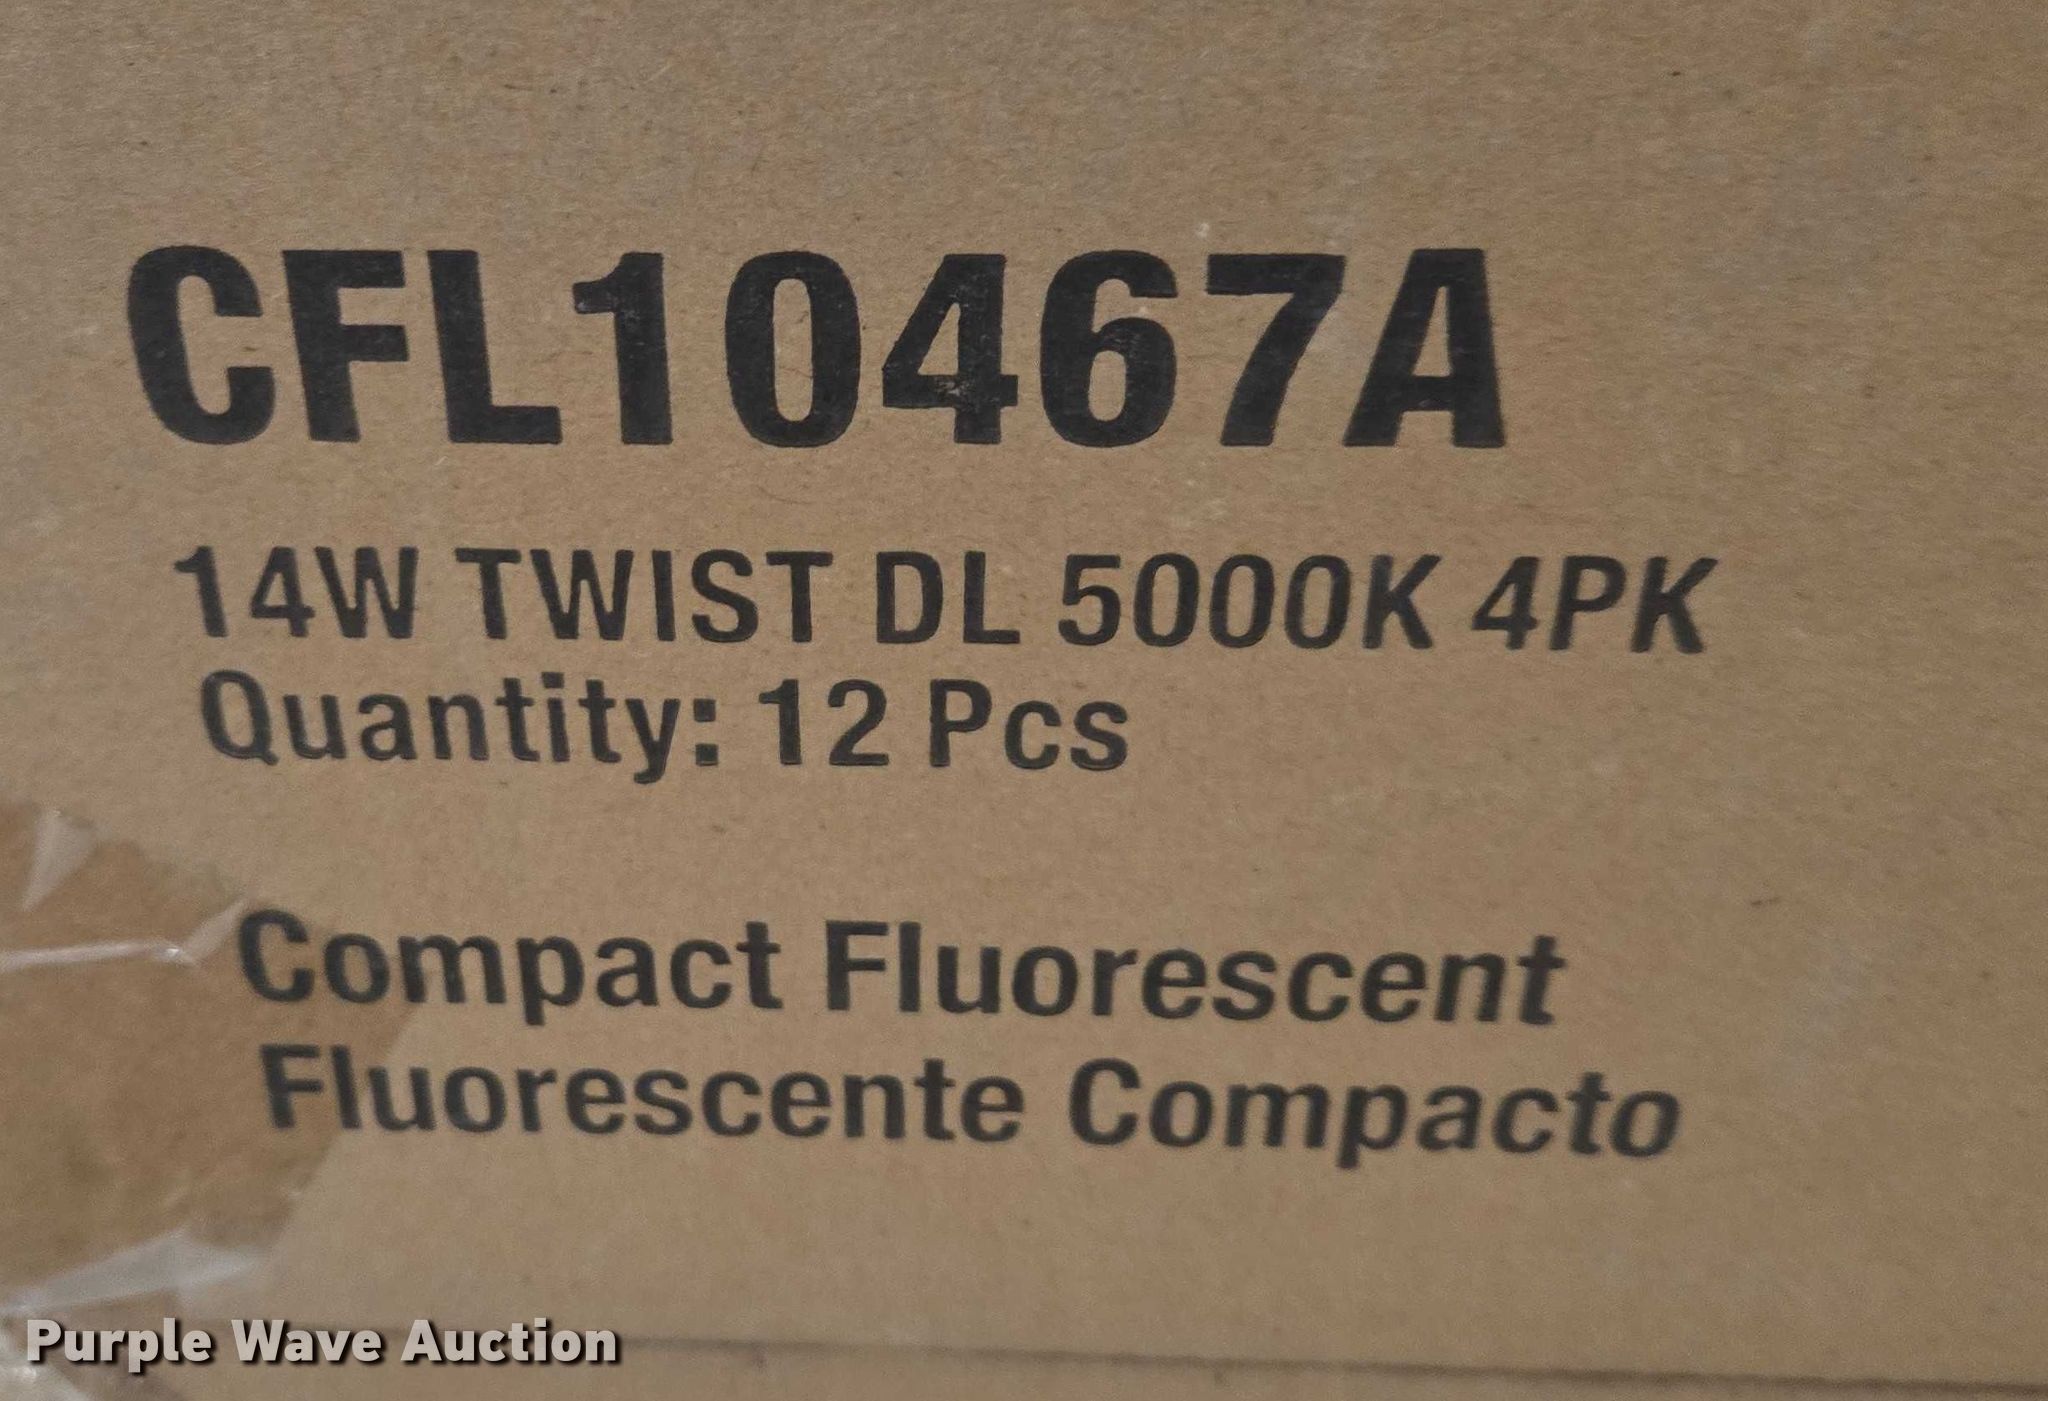 CFL10467A
14W TWIST DL 5000K 4PK
Quantity: 12 Pcs
Compact Fluorescent
Fluorescente Compacto
Purple Wave Auction